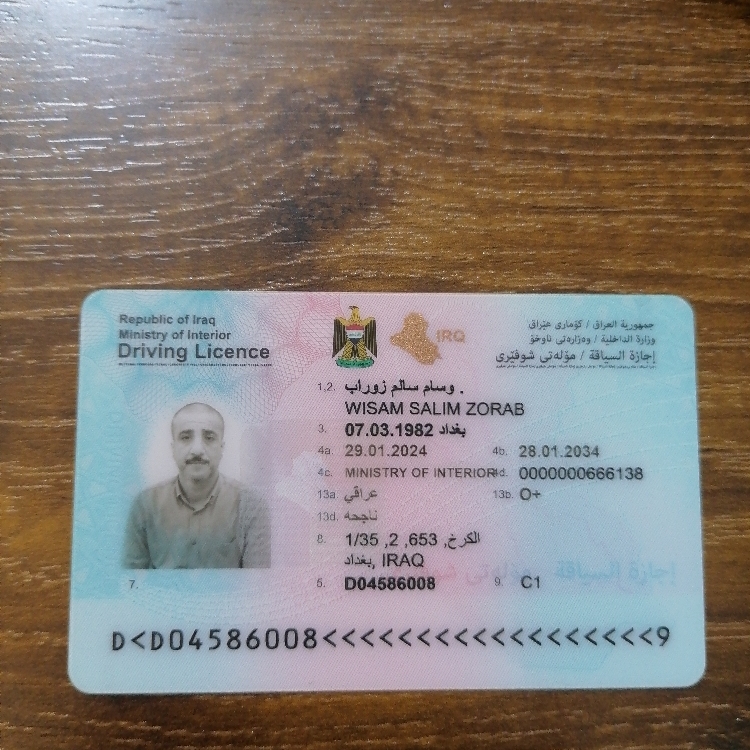 Republic of Iraq
Ministry of Interior
Driving Licence
IRQ
جمهورية العراق / كۆماری عێراق
وزارة الداخلية / وەزارەتی ناوخۆ
إجازة السياقة / مۆڵەتی شوفێری
1,2. وسام سالم زوراب .
WISAM SALIM ZORAB
3. 07.03.1982 بغداد
4a. 29.01.2024 4b. 28.01.2034
4c. MINISTRY OF INTERIOR 4d. 0000000666138
13a. عراقي 13b. O+
13d. ناجحه
8. الكرخ, 653, 2, 1/35
بغداد, IRAQ
إجازة السياقة مۆڵەتی
7. 5. D04586008 9. C1
D<D04586008<<<<<<<<<<<<<<<<<<9